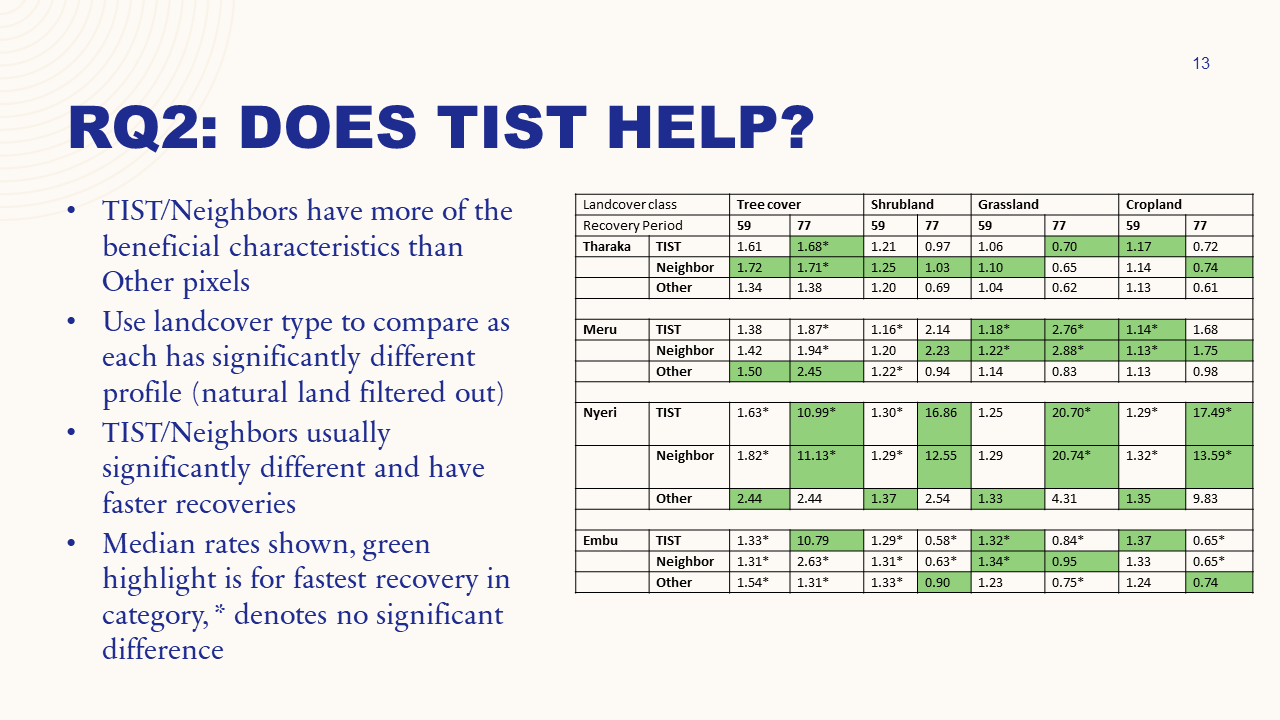 13
RQ2: DOES TIST HELP?
• TIST/Neighbors have more of the
beneficial characteristics than
Other pixels
• Use landcover type to compare as
each has significantly different
profile (natural land filtered out)
• TIST/Neighbors usually
significantly different and have
faster recoveries
• Median rates shown, green
highlight is for fastest recovery in
category, * denotes no significant
difference
Landcover class Tree cover Shrubland Grassland Cropland
Recovery Period 59 77 59 77 59 77 59 77
Tharaka TIST 1.61 1.68* 1.21 0.97 1.06 0.70 1.17 0.72
Neighbor 1.72 1.71* 1.25 1.03 1.10 0.65 1.14 0.74
Other 1.34 1.38 1.20 0.69 1.04 0.62 1.13 0.61
Meru TIST 1.38 1.87* 1.16* 2.14 1.18* 2.76* 1.14* 1.68
Neighbor 1.42 1.94* 1.20 2.23 1.22* 2.88* 1.13* 1.75
Other 1.50 2.45 1.22* 0.94 1.14 0.83 1.13 0.98
Nyeri TIST 1.63* 10.99* 1.30* 16.86 1.25 20.70* 1.29* 17.49*
Neighbor 1.82* 11.13* 1.29* 12.55 1.29 20.74* 1.32* 13.59*
Other 2.44 2.44 1.37 2.54 1.33 4.31 1.35 9.83
Embu TIST 1.33* 10.79 1.29* 0.58* 1.32* 0.84* 1.37 0.65*
Neighbor 1.31* 2.63* 1.31* 0.63* 1.34* 0.95 1.33 0.65*
Other 1.54* 1.31* 1.33* 0.90 1.23 0.75* 1.24 0.74